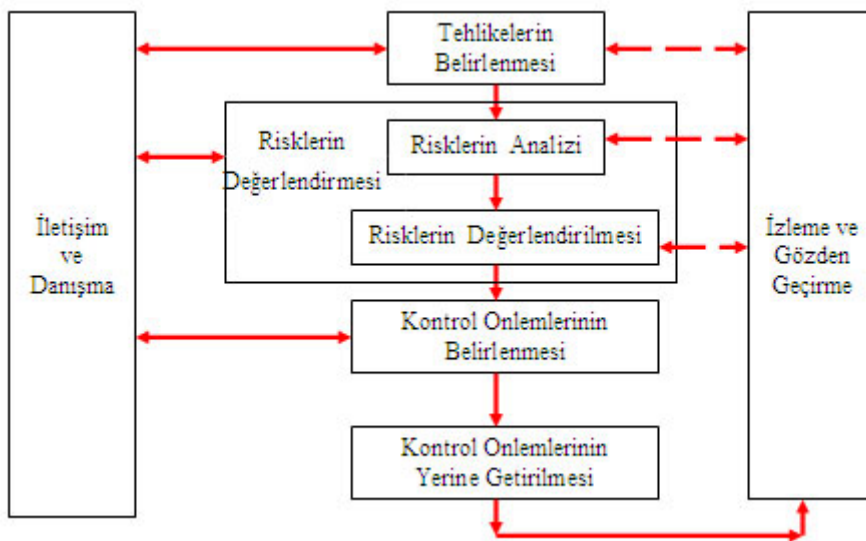 Tehlikelerin
Belirlenmesi
Risklerin
Değerlendirmesi
Risklerin Analizi
Risklerin Değerlendirilmesi
İletişim
ve
Danışma
İzleme ve
Gözden
Geçirme
Kontrol Onlemlerinin
Belirlenmesi
Kontrol Onlemlerinin
Yerine Getirilmesi